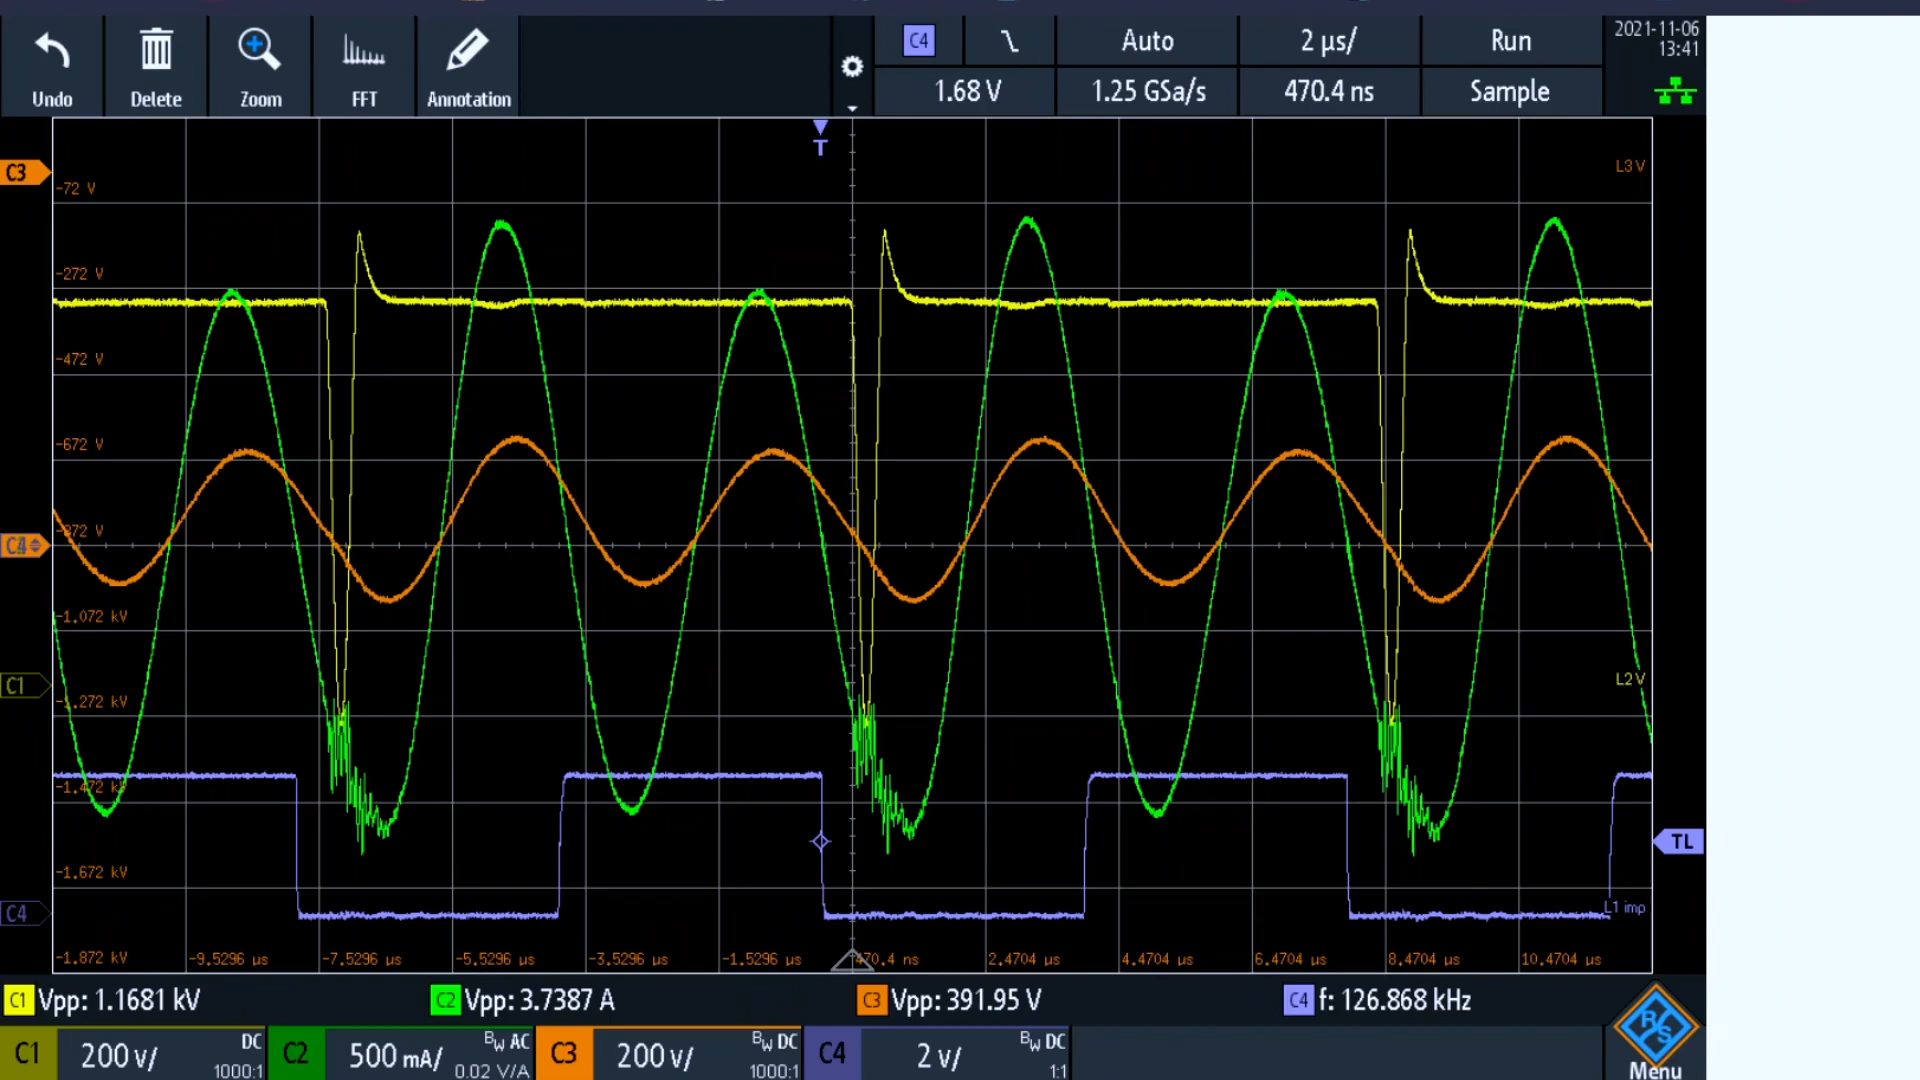 C4
Auto
2 µs/
Run
2021-11-06
13:41
Undo
Delete
Zoom
FFT
Annotation
1.68 V
1.25 GSa/s
470.4 ns
Sample
T
C3
L3 V
-72 V
-272 V
-472 V
-672 V
-872 V
-1.072 kV
C1
L2 V
-1.272 kV
-1.472 kV
TL
-1.672 kV
C4
L1 imp
-1.872 kV
-9.5296 µs
-7.5296 µs
-5.5296 µs
-3.5296 µs
-1.5296 µs
470.4 ns
2.4704 µs
4.4704 µs
6.4704 µs
8.4704 µs
10.4704 µs
C1 Vpp: 1.1681 kV
C2 Vpp: 3.7387 A
C3 Vpp: 391.95 V
C4 f: 126.868 kHz
C1 200 V/ DC 1000:1
C2 500 mA/ BW AC 0.02 V/A
C3 200 V/ BW DC 1000:1
C4 2 V/ BW DC 1:1
R&S
Menu